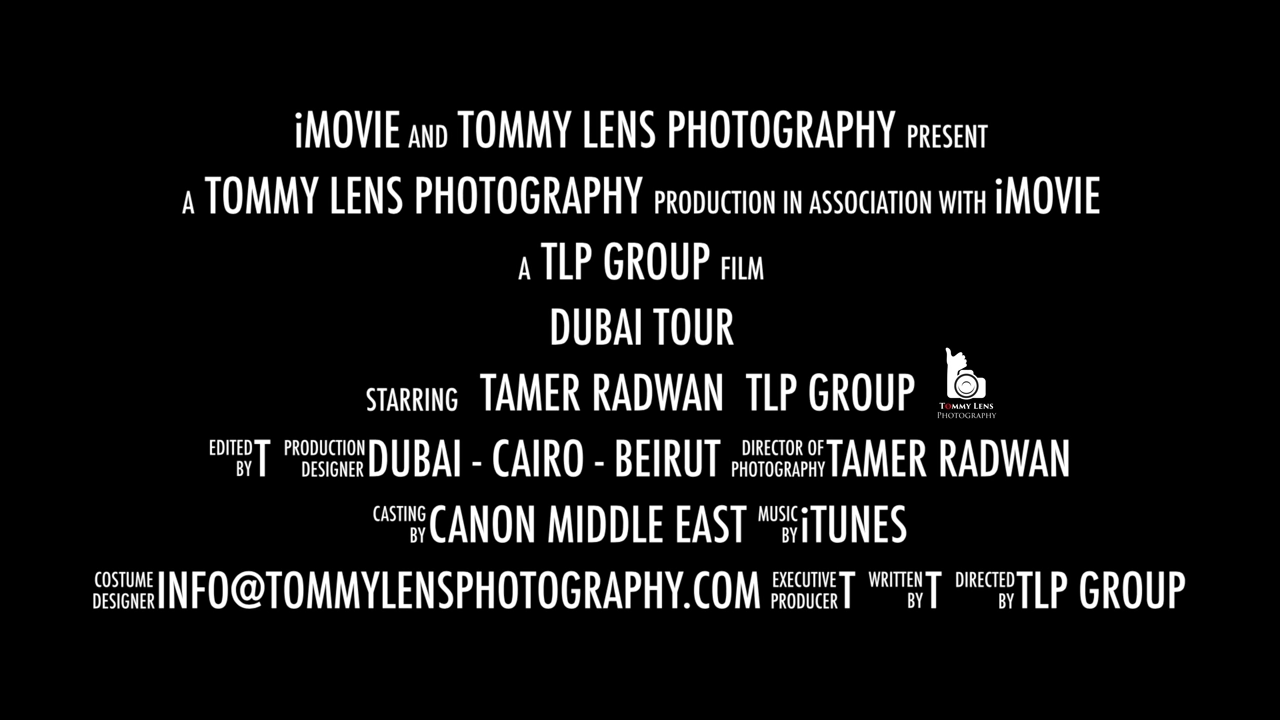 iMOVIE AND TOMMY LENS PHOTOGRAPHY PRESENT
A TOMMY LENS PHOTOGRAPHY PRODUCTION IN ASSOCIATION WITH iMOVIE
A TLP GROUP FILM
DUBAI TOUR
STARRING TAMER RADWAN TLP GROUP
TOMMY LENS
PHOTOGRAPHY
EDITED BY T PRODUCTION DESIGNER DUBAI - CAIRO - BEIRUT DIRECTOR OF PHOTOGRAPHY TAMER RADWAN
CASTING BY CANON MIDDLE EAST MUSIC BY iTUNES
COSTUME DESIGNER INFO@TOMMYLENSPHOTOGRAPHY.COM EXECUTIVE PRODUCER T WRITTEN BY T DIRECTED BY TLP GROUP